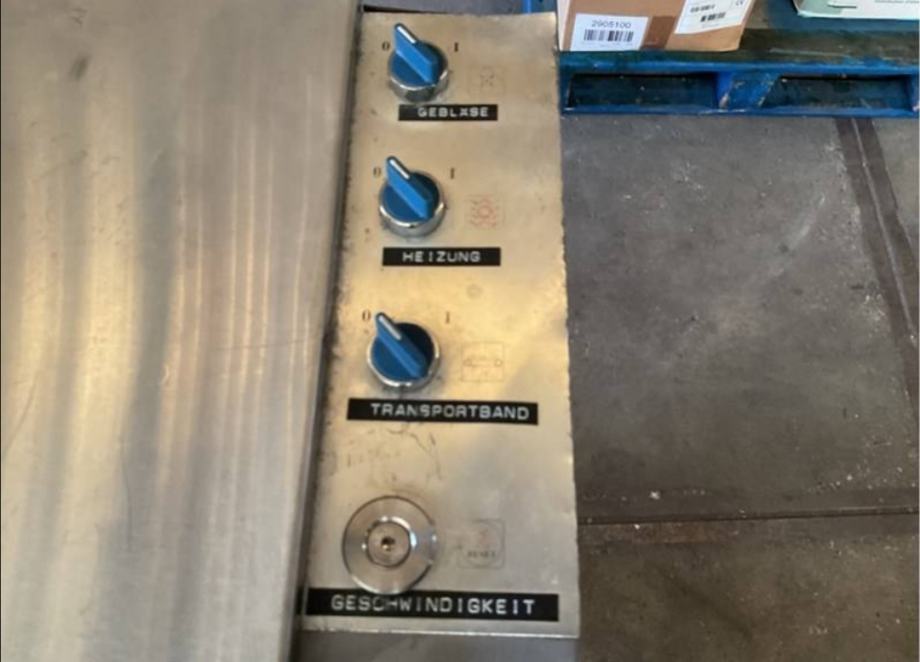 2905100
0 I
GEBLÄSE
0 I
HEIZUNG
0 I
TRANSPORTBAND
GESCHWINDIGKEIT